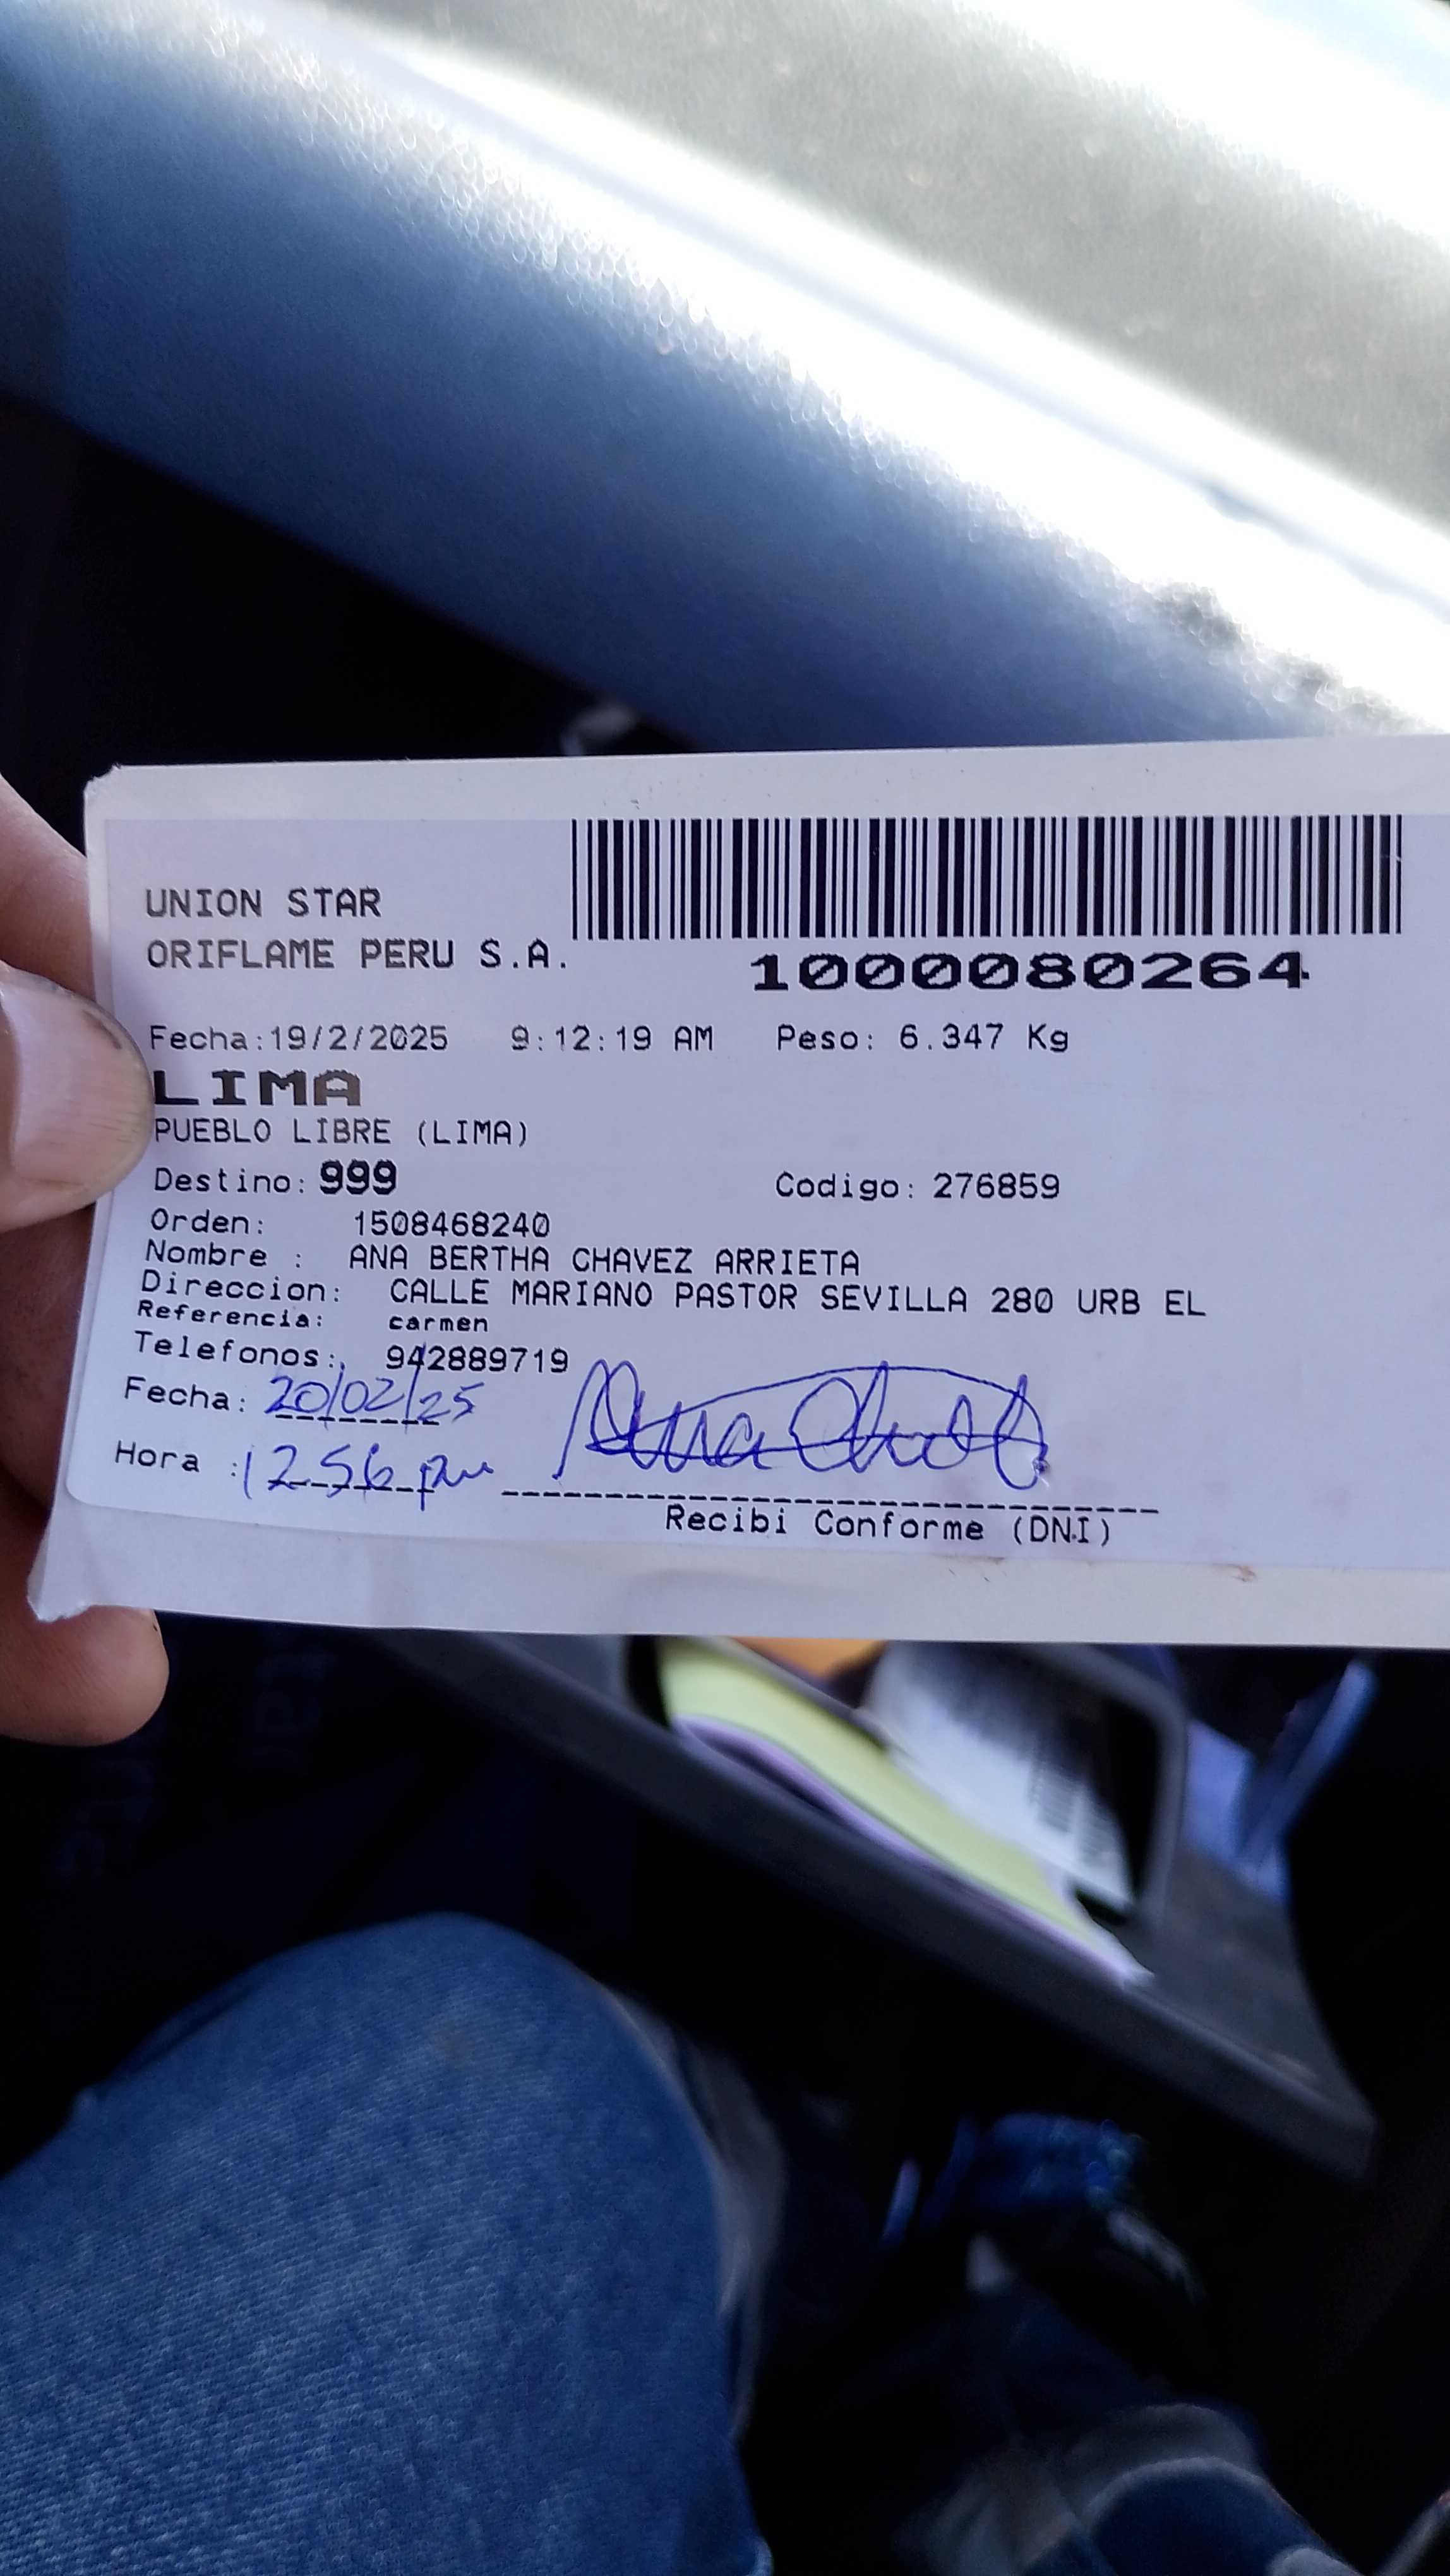 UNION STAR
ORIFLAME PERU S.A.
1000080264
Fecha:19/2/2025 9:12:19 AM Peso: 6.347 Kg
LIMA
PUEBLO LIBRE (LIMA)
Destino: 999 Codigo: 276859
Orden: 1508468240
Nombre : ANA BERTHA CHAVEZ ARRIETA
Direccion: CALLE MARIANO PASTOR SEVILLA 280 URB EL
Referencia: carmen
Telefonos:, 942889719
Fecha: 20/02/25
Hora : 12 56 pm
Recibi Conforme (DNI)